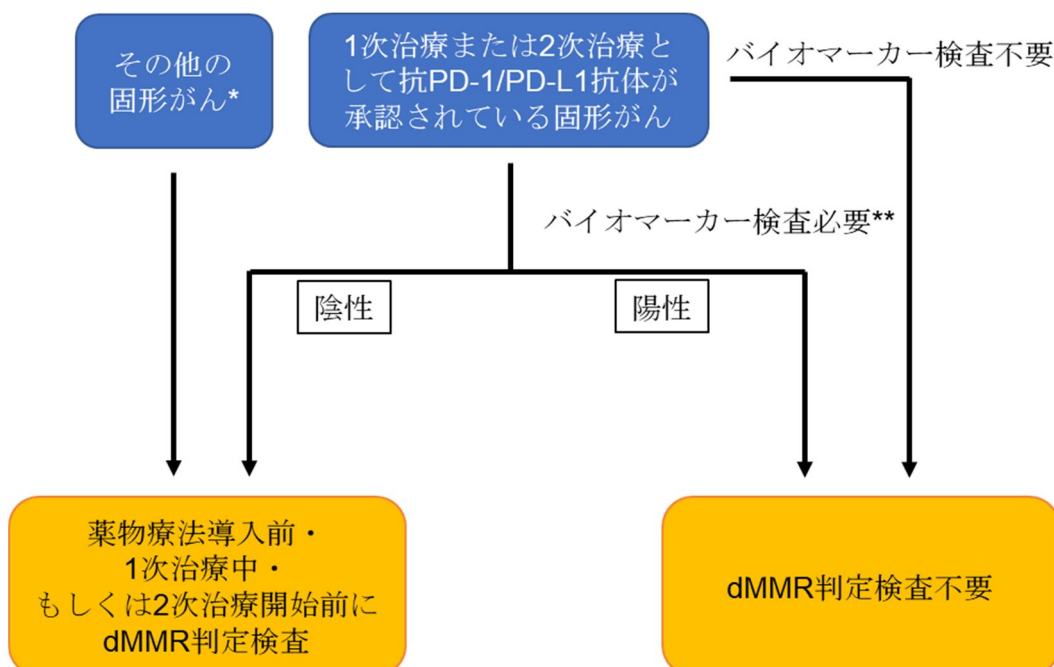 その他の
固形がん*
1次治療または2次治療と
して抗PD-1/PD-L1抗体が
承認されている固形がん
バイオマーカー検査不要
バイオマーカー検査必要**
陰性
陽性
薬物療法導入前・
1次治療中・
もしくは2次治療開始前に
dMMR判定検査
dMMR判定検査不要